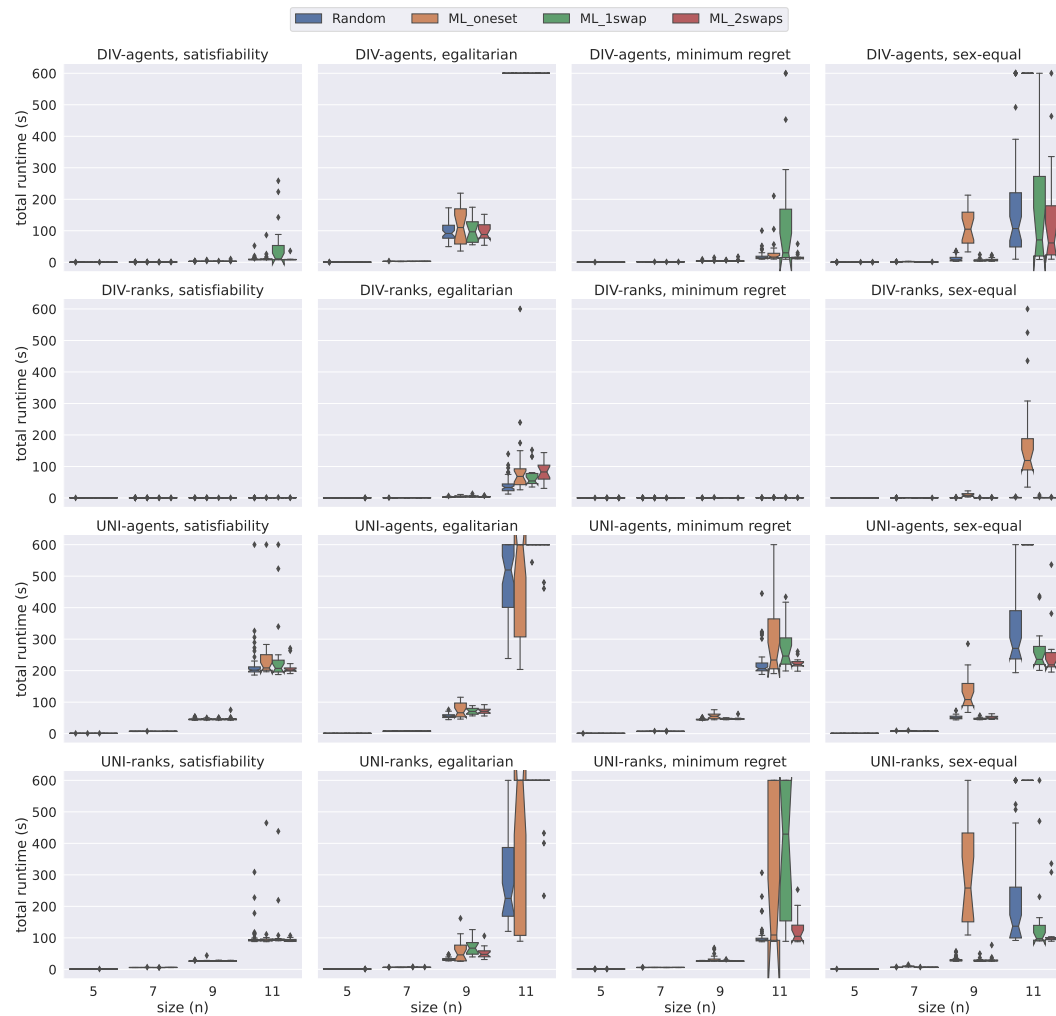 Random ML_oneset ML_1swap ML_2swaps
DIV-agents, satisfiability DIV-agents, egalitarian DIV-agents, minimum regret DIV-agents, sex-equal
total runtime (s)
600
500
400
300
200
100
0
DIV-ranks, satisfiability DIV-ranks, egalitarian DIV-ranks, minimum regret DIV-ranks, sex-equal
total runtime (s)
600
500
400
300
200
100
0
UNI-agents, satisfiability UNI-agents, egalitarian UNI-agents, minimum regret UNI-agents, sex-equal
total runtime (s)
600
500
400
300
200
100
0
UNI-ranks, satisfiability UNI-ranks, egalitarian UNI-ranks, minimum regret UNI-ranks, sex-equal
total runtime (s)
600
500
400
300
200
100
0
5 7 9 11 5 7 9 11 5 7 9 11 5 7 9 11
size (n) size (n) size (n) size (n)